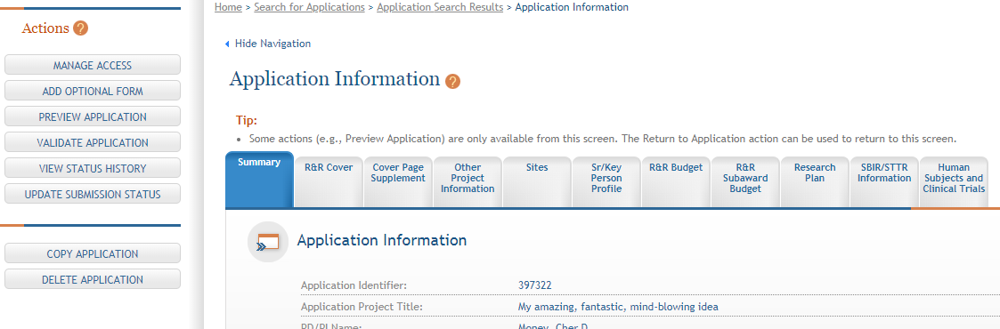 Home > Search for Applications > Application Search Results > Application Information
Actions ?
MANAGE ACCESS
ADD OPTIONAL FORM
PREVIEW APPLICATION
VALIDATE APPLICATION
VIEW STATUS HISTORY
UPDATE SUBMISSION STATUS
COPY APPLICATION
DELETE APPLICATION
Hide Navigation
Application Information ?
Tip:
• Some actions (e.g., Preview Application) are only available from this screen. The Return to Application action can be used to return to this screen.
Summary
R&R Cover
Cover Page
Supplement
Other
Project
Information
Sites
Sr/Key
Person
Profile
R&R Budget
R&R
Subaward
Budget
Research
Plan
SBIR/STTR
Information
Human
Subjects and
Clinical Trials
Application Information
Application Identifier: 397322
Application Project Title: My amazing, fantastic, mind-blowing idea
PD/PI Name: Money, Cher D